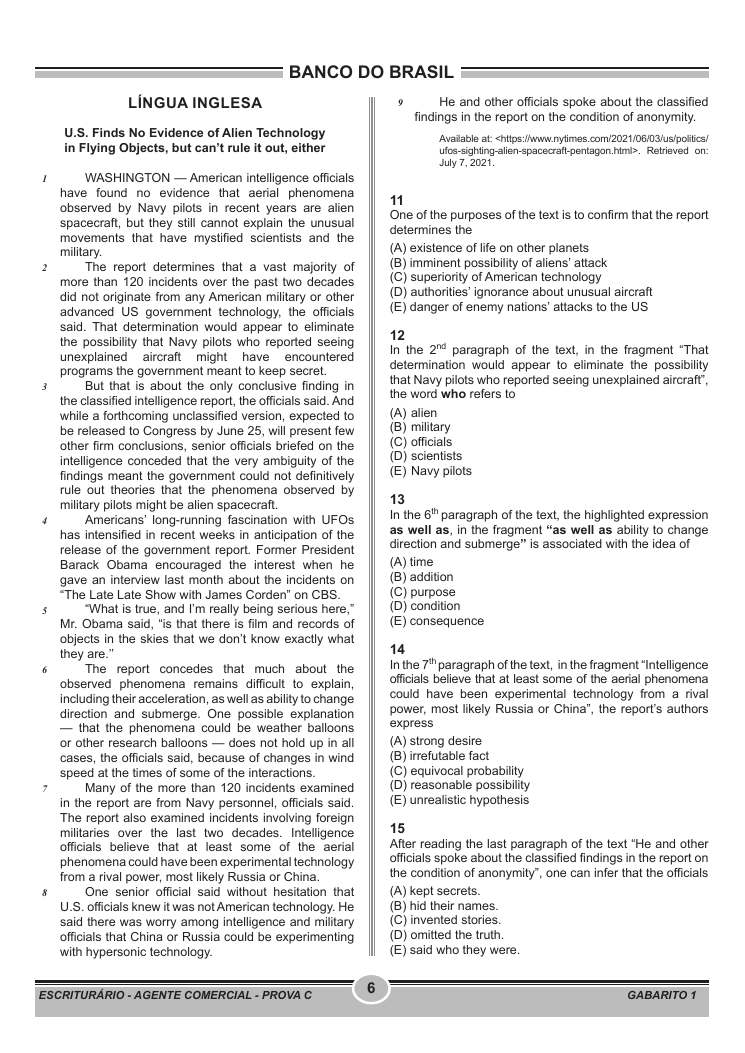 BANCO DO BRASIL
LÍNGUA INGLESA
U.S. Finds No Evidence of Alien Technology
in Flying Objects, but can’t rule it out, either
1 WASHINGTON — American intelligence officials
have found no evidence that aerial phenomena
observed by Navy pilots in recent years are alien
spacecraft, but they still cannot explain the unusual
movements that have mystified scientists and the
military.
2 The report determines that a vast majority of
more than 120 incidents over the past two decades
did not originate from any American military or other
advanced US government technology, the officials
said. That determination would appear to eliminate
the possibility that Navy pilots who reported seeing
unexplained aircraft might have encountered
programs the government meant to keep secret.
3 But that is about the only conclusive finding in
the classified intelligence report, the officials said. And
while a forthcoming unclassified version, expected to
be released to Congress by June 25, will present few
other firm conclusions, senior officials briefed on the
intelligence conceded that the very ambiguity of the
findings meant the government could not definitively
rule out theories that the phenomena observed by
military pilots might be alien spacecraft.
4 Americans’ long-running fascination with UFOs
has intensified in recent weeks in anticipation of the
release of the government report. Former President
Barack Obama encouraged the interest when he
gave an interview last month about the incidents on
“The Late Late Show with James Corden” on CBS.
5 “What is true, and I’m really being serious here,”
Mr. Obama said, “is that there is film and records of
objects in the skies that we don’t know exactly what
they are.’’
6 The report concedes that much about the
observed phenomena remains difficult to explain,
including their acceleration, as well as ability to change
direction and submerge. One possible explanation
— that the phenomena could be weather balloons
or other research balloons — does not hold up in all
cases, the officials said, because of changes in wind
speed at the times of some of the interactions.
7 Many of the more than 120 incidents examined
in the report are from Navy personnel, officials said.
The report also examined incidents involving foreign
militaries over the last two decades. Intelligence
officials believe that at least some of the aerial
phenomena could have been experimental technology
from a rival power, most likely Russia or China.
8 One senior official said without hesitation that
U.S. officials knew it was not American technology. He
said there was worry among intelligence and military
officials that China or Russia could be experimenting
with hypersonic technology.
9 He and other officials spoke about the classified
findings in the report on the condition of anonymity.
Available at: <https://www.nytimes.com/2021/06/03/us/politics/
ufos-sighting-alien-spacecraft-pentagon.html>. Retrieved on:
July 7, 2021.
11
One of the purposes of the text is to confirm that the report
determines the
(A) existence of life on other planets
(B) imminent possibility of aliens’ attack
(C) superiority of American technology
(D) authorities’ ignorance about unusual aircraft
(E) danger of enemy nations’ attacks to the US
12
In the 2nd paragraph of the text, in the fragment “That
determination would appear to eliminate the possibility
that Navy pilots who reported seeing unexplained aircraft”,
the word who refers to
(A) alien
(B) military
(C) officials
(D) scientists
(E) Navy pilots
13
In the 6th paragraph of the text, the highlighted expression
as well as, in the fragment “as well as ability to change
direction and submerge” is associated with the idea of
(A) time
(B) addition
(C) purpose
(D) condition
(E) consequence
14
In the 7th paragraph of the text, in the fragment “Intelligence
officials believe that at least some of the aerial phenomena
could have been experimental technology from a rival
power, most likely Russia or China”, the report’s authors
express
(A) strong desire
(B) irrefutable fact
(C) equivocal probability
(D) reasonable possibility
(E) unrealistic hypothesis
15
After reading the last paragraph of the text “He and other
officials spoke about the classified findings in the report on
the condition of anonymity”, one can infer that the officials
(A) kept secrets.
(B) hid their names.
(C) invented stories.
(D) omitted the truth.
(E) said who they were.
ESCRITURÁRIO - AGENTE COMERCIAL - PROVA C
6
GABARITO 1